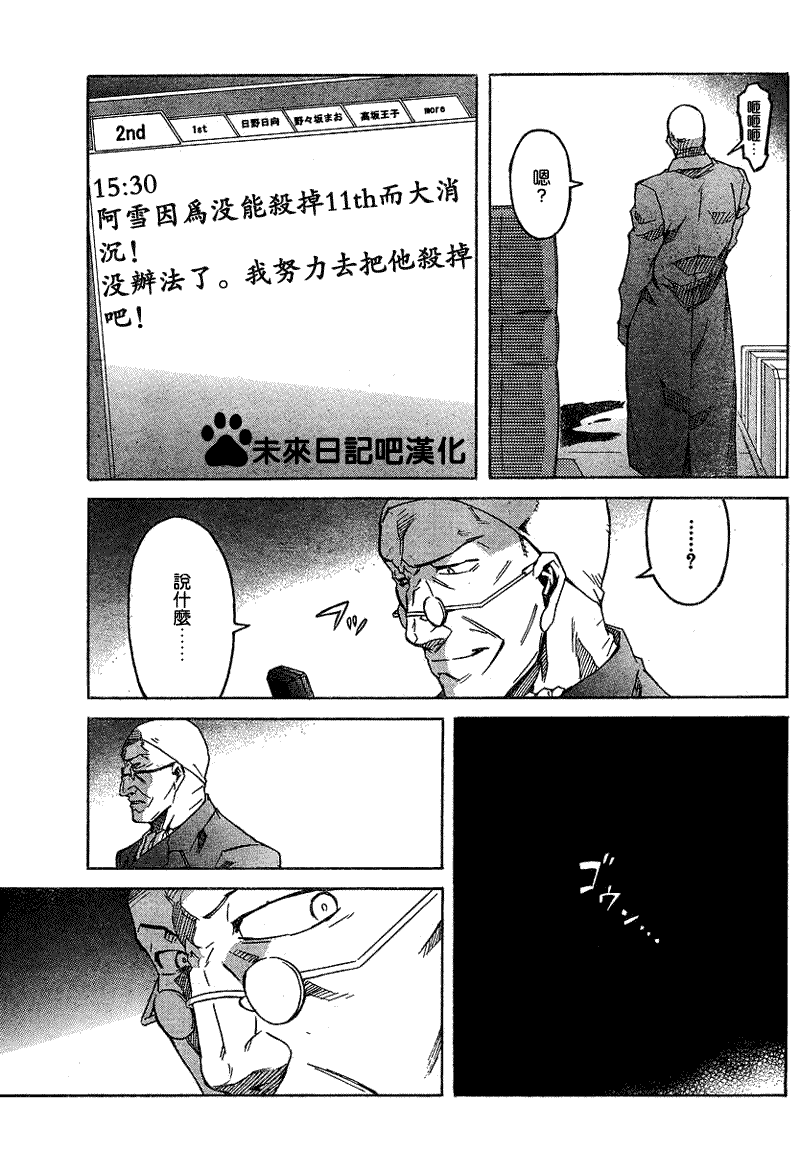 咂咂咂…
嗯？
2nd
1st
日野日向
野々坂まお
高坂王子
more
15:30
阿雪因爲没能殺掉11th而大消
沉！
没辦法了。我努力去把他殺掉
吧！
未來日記吧漢化
……？
說什麼……
ゴウン…